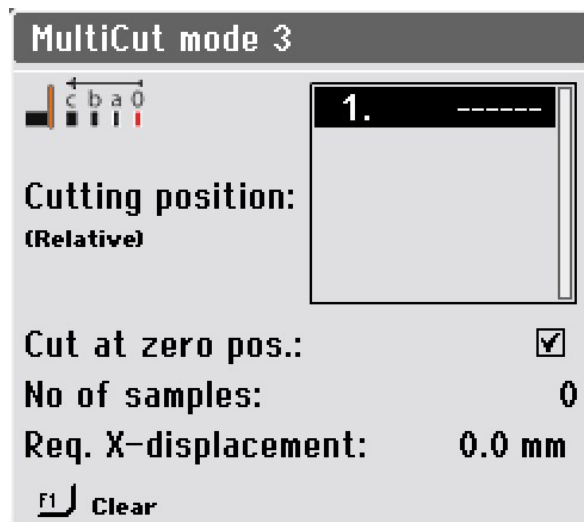 MultiCut mode 3
c b a 0
1. ------
Cutting position:
(Relative)
Cut at zero pos.:
No of samples: 0
Req. X-displacement: 0.0 mm
F1 Clear